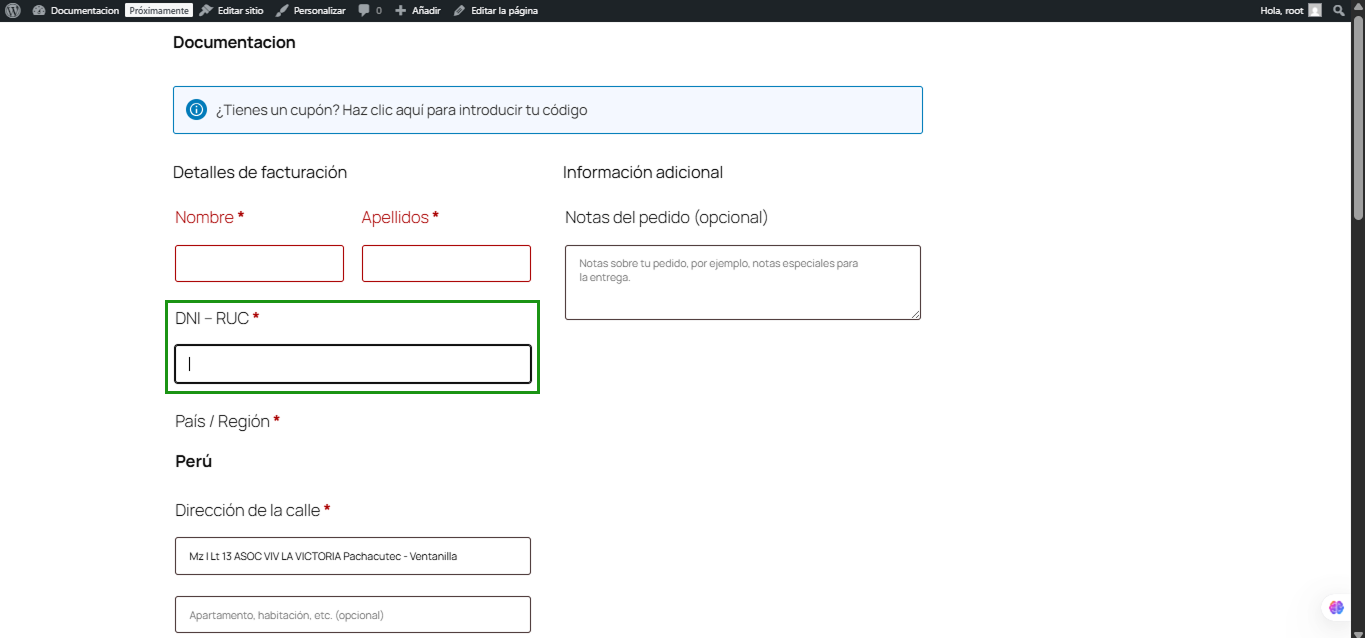 Documentacion Próximamente Editar sitio Personalizar 0 Añadir Editar la página Hola, root
Documentacion
¿Tienes un cupón? Haz clic aquí para introducir tu código
Detalles de facturación
Información adicional
Nombre * Apellidos *
Notas del pedido (opcional)
Notas sobre tu pedido, por ejemplo, notas especiales para
la entrega.
DNI – RUC *
País / Región *
Perú
Dirección de la calle *
Mz I Lt 13 ASOC VIV LA VICTORIA Pachacutec - Ventanilla
Apartamento, habitación, etc. (opcional)